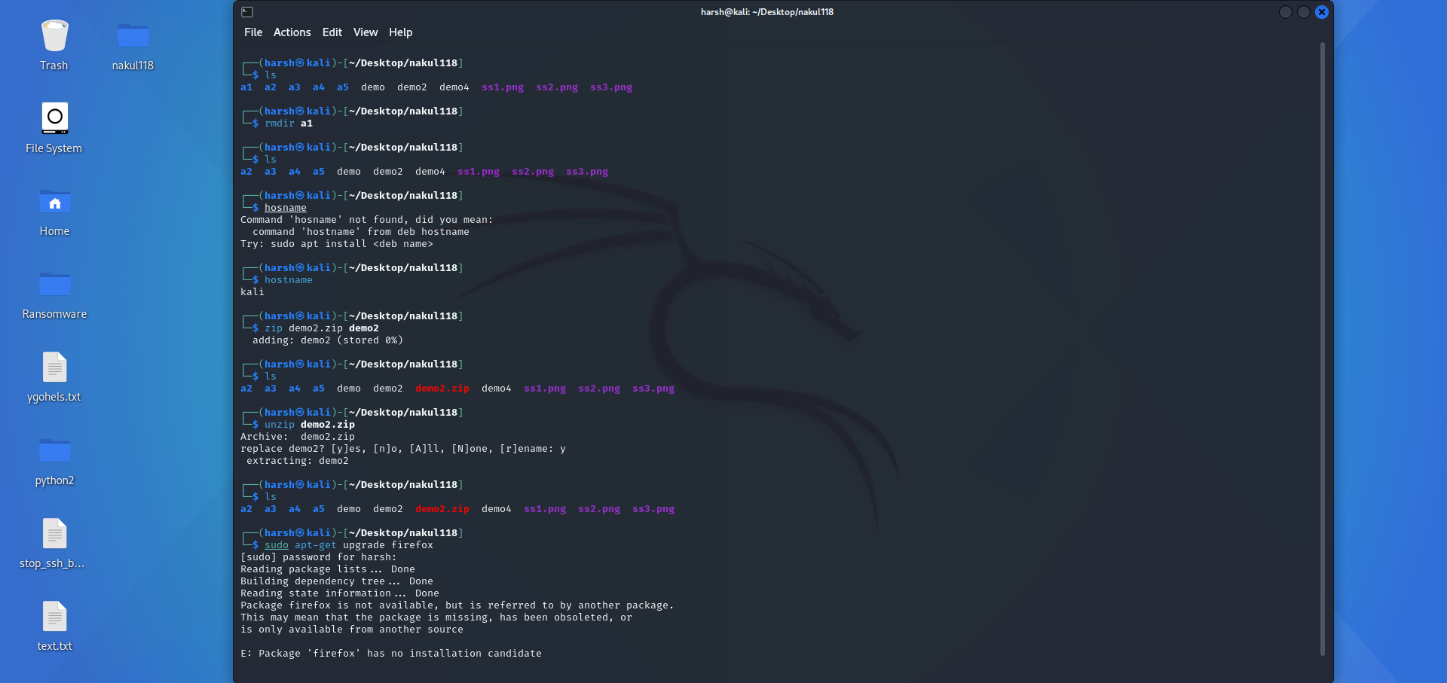 harsh@kali: ~/Desktop/nakul118
File Actions Edit View Help
Trash
nakul118
File System
Home
Ransomware
ygohels.txt
python2
stop_ssh_b...
text.txt
┌──(harsh㉿kali)-[~/Desktop/nakul118]
└─$ ls
a1 a2 a3 a4 a5 demo demo2 demo4 ss1.png ss2.png ss3.png
┌──(harsh㉿kali)-[~/Desktop/nakul118]
└─$ rmdir a1
┌──(harsh㉿kali)-[~/Desktop/nakul118]
└─$ ls
a2 a3 a4 a5 demo demo2 demo4 ss1.png ss2.png ss3.png
┌──(harsh㉿kali)-[~/Desktop/nakul118]
└─$ hosname
Command 'hosname' not found, did you mean:
command 'hostname' from deb hostname
Try: sudo apt install <deb name>
┌──(harsh㉿kali)-[~/Desktop/nakul118]
└─$ hostname
kali
┌──(harsh㉿kali)-[~/Desktop/nakul118]
└─$ zip demo2.zip demo2
adding: demo2 (stored 0%)
┌──(harsh㉿kali)-[~/Desktop/nakul118]
└─$ ls
a2 a3 a4 a5 demo demo2 demo2.zip demo4 ss1.png ss2.png ss3.png
┌──(harsh㉿kali)-[~/Desktop/nakul118]
└─$ unzip demo2.zip
Archive: demo2.zip
replace demo2? [y]es, [n]o, [A]ll, [N]one, [r]ename: y
extracting: demo2
┌──(harsh㉿kali)-[~/Desktop/nakul118]
└─$ ls
a2 a3 a4 a5 demo demo2 demo2.zip demo4 ss1.png ss2.png ss3.png
┌──(harsh㉿kali)-[~/Desktop/nakul118]
└─$ sudo apt-get upgrade firefox
[sudo] password for harsh:
Reading package lists... Done
Building dependency tree... Done
Reading state information... Done
Package firefox is not available, but is referred to by another package.
This may mean that the package is missing, has been obsoleted, or
is only available from another source
E: Package 'firefox' has no installation candidate